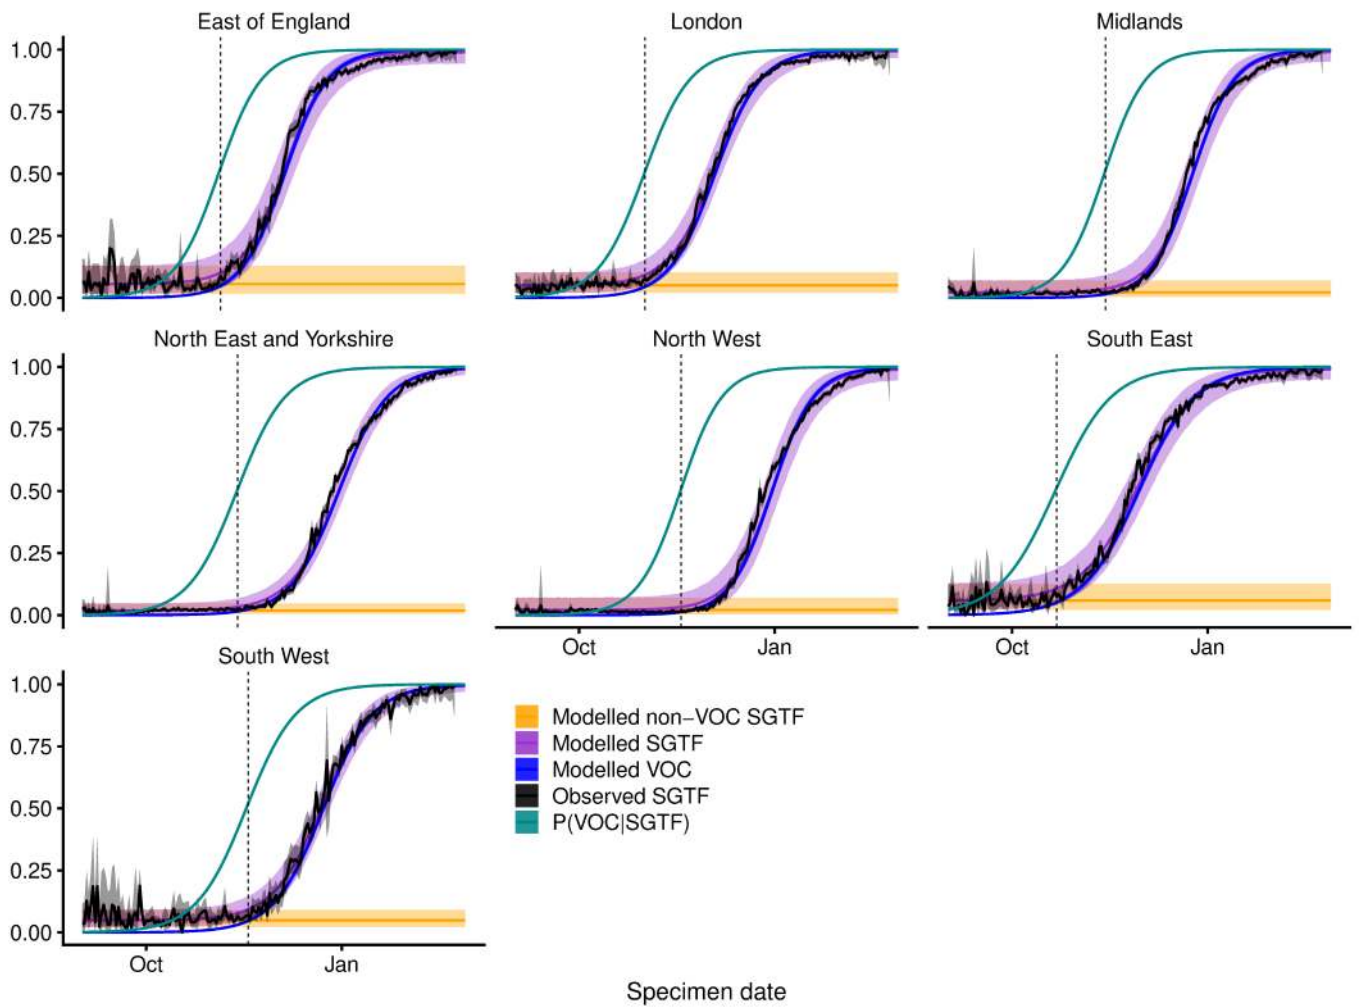 East of England
London
Midlands
1.00
0.75
0.50
0.25
0.00
North East and Yorkshire
North West
South East
1.00
0.75
0.50
0.25
0.00
Oct
Jan
Oct
Jan
South West
1.00
0.75
0.50
0.25
0.00
Oct
Jan
Modelled non−VOC SGTF
Modelled SGTF
Modelled VOC
Observed SGTF
P(VOC|SGTF)
Specimen date